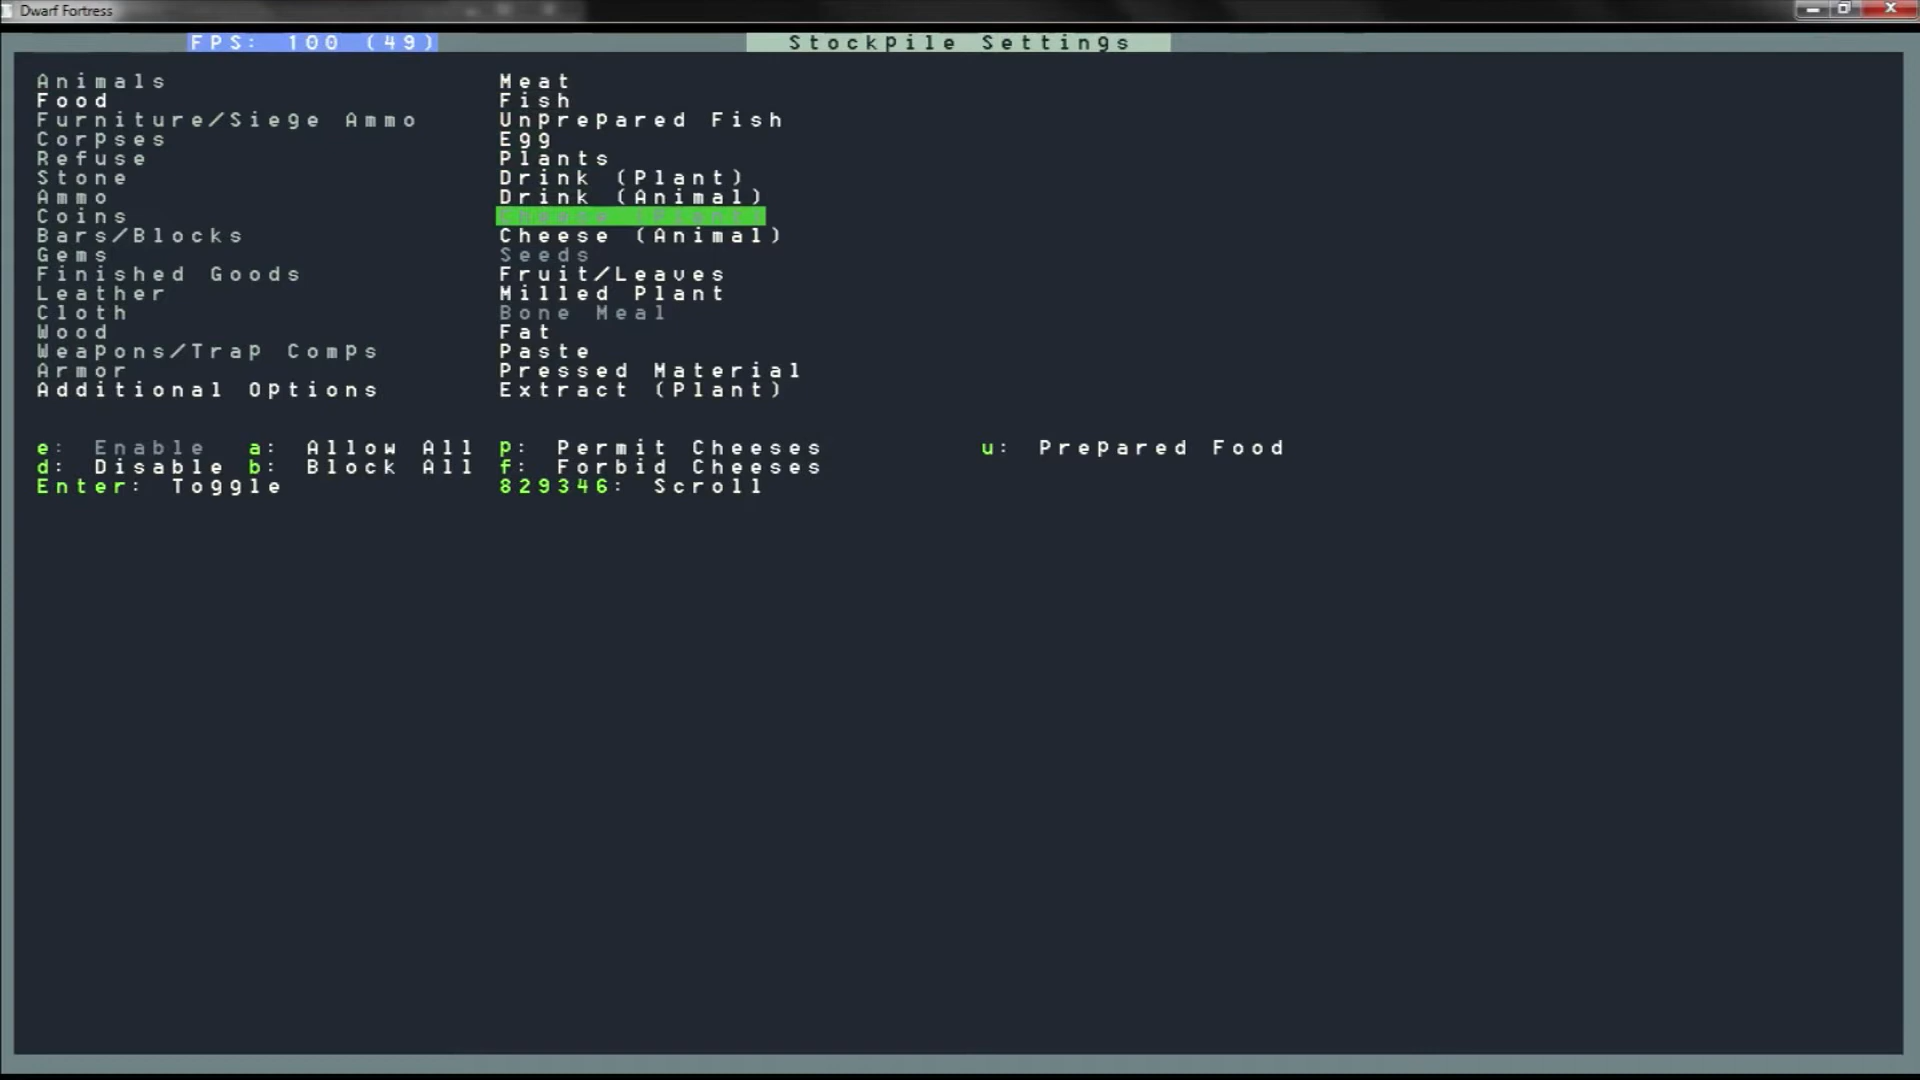 Dwarf Fortress
FPS: 100 (49)
Stockpile Settings
Animals
Food
Furniture/Siege Ammo
Corpses
Refuse
Stone
Ammo
Coins
Bars/Blocks
Gems
Finished Goods
Leather
Cloth
Wood
Weapons/Trap Comps
Armor
Additional Options
Meat
Fish
Unprepared Fish
Egg
Plants
Drink (Plant)
Drink (Animal)
Cheese (Plant)
Cheese (Animal)
Seeds
Fruit/Leaves
Milled Plant
Bone Meal
Fat
Paste
Pressed Material
Extract (Plant)
e: Enable a: Allow All p: Permit Cheeses u: Prepared Food
d: Disable b: Block All f: Forbid Cheeses
Enter: Toggle 829346: Scroll